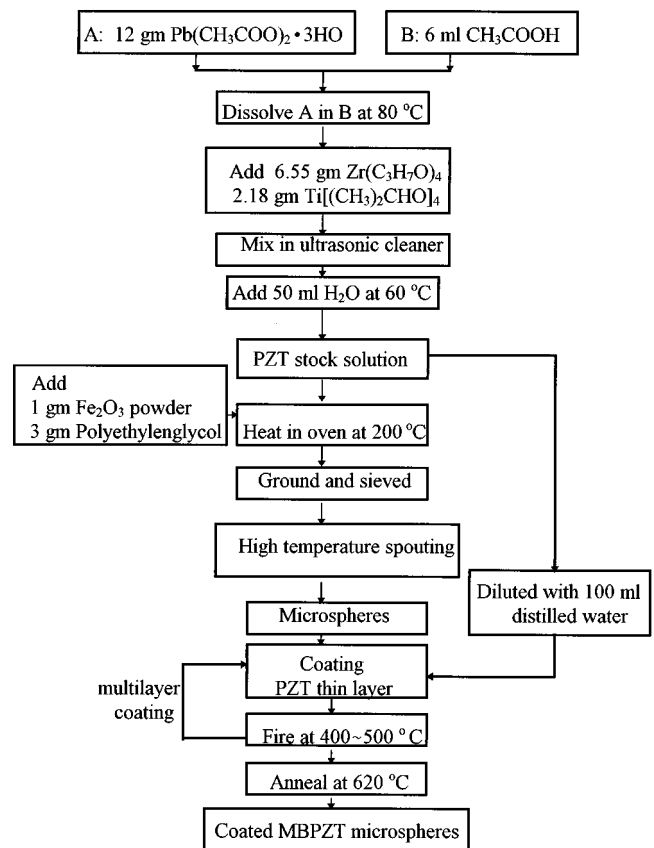 A: 12 gm Pb(CH₃COO)₂•3HO
B: 6 ml CH₃COOH
Dissolve A in B at 80 °C
Add 6.55 gm Zr(C₃H₇O)₄
2.18 gm Ti[(CH₃)₂CHO]₄
Mix in ultrasonic cleaner
Add 50 ml H₂O at 60 °C
PZT stock solution
Add
1 gm Fe₂O₃ powder
3 gm Polyethylenglycol
Heat in oven at 200 °C
Ground and sieved
High temperature spouting
Diluted with 100 ml
distilled water
Microspheres
Coating
PZT thin layer
multilayer
coating
Fire at 400~500 °C
Anneal at 620 °C
Coated MBPZT microspheres